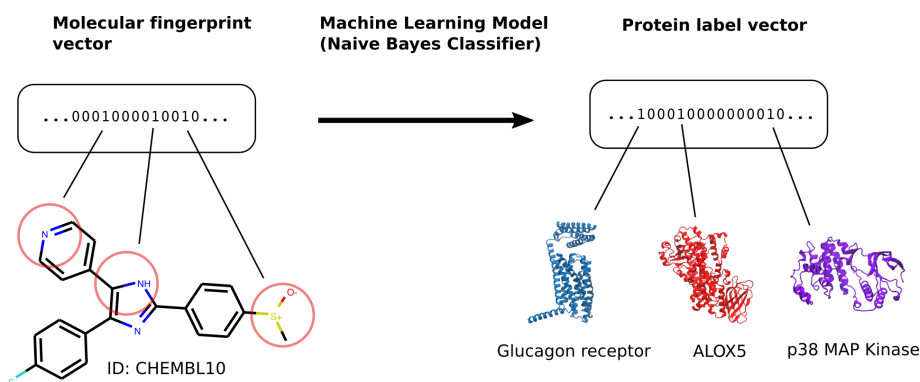 Molecular fingerprint
vector
Machine Learning Model
(Naive Bayes Classifier)
Protein label vector
...0001000010010...
...1000100000000010...
N
NH
N
O-
S+
F
ID: CHEMBL10
Glucagon receptor
ALOX5
p38 MAP Kinase